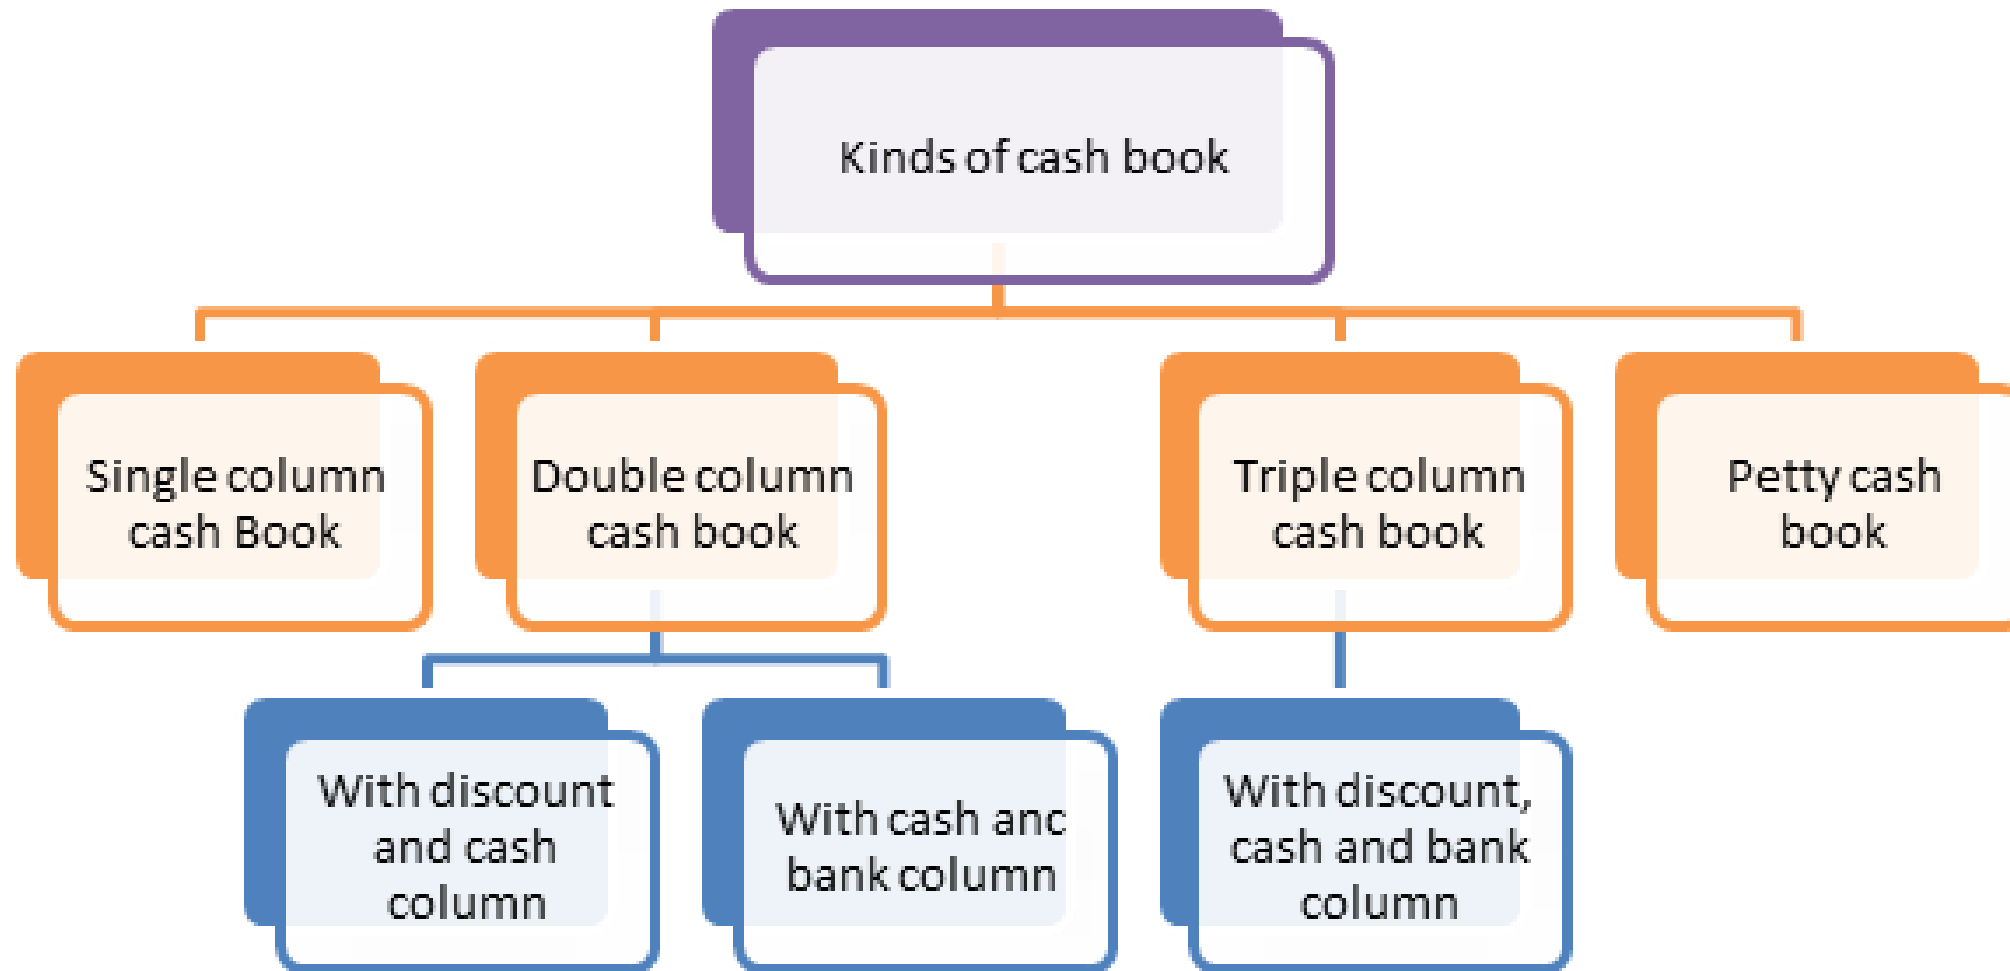 Kinds of cash book
Single column
cash Book
Double column
cash book
Triple column
cash book
Petty cash
book
With discount
and cash
column
With cash anc
bank column
With discount,
cash and bank
column